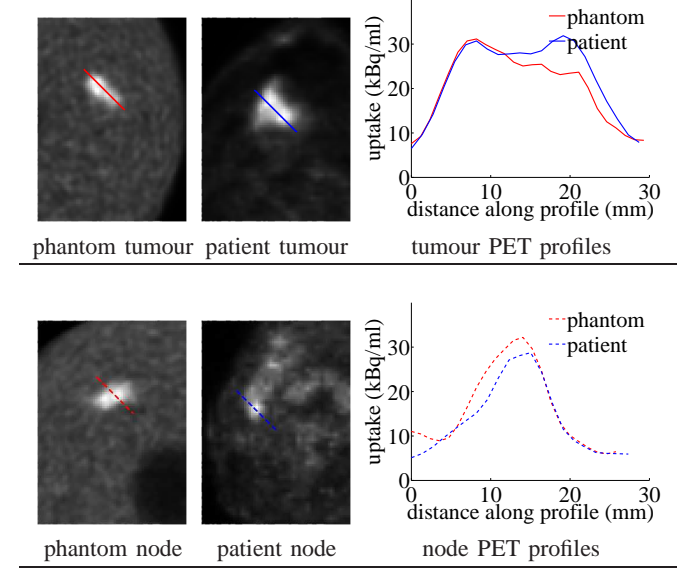 phantom
patient
uptake (kBq/ml)
30
20
10
0
0 10 20 30
distance along profile (mm)
phantom tumour patient tumour tumour PET profiles
phantom
patient
uptake (kBq/ml)
30
20
10
0
0 10 20 30
distance along profile (mm)
phantom node patient node node PET profiles